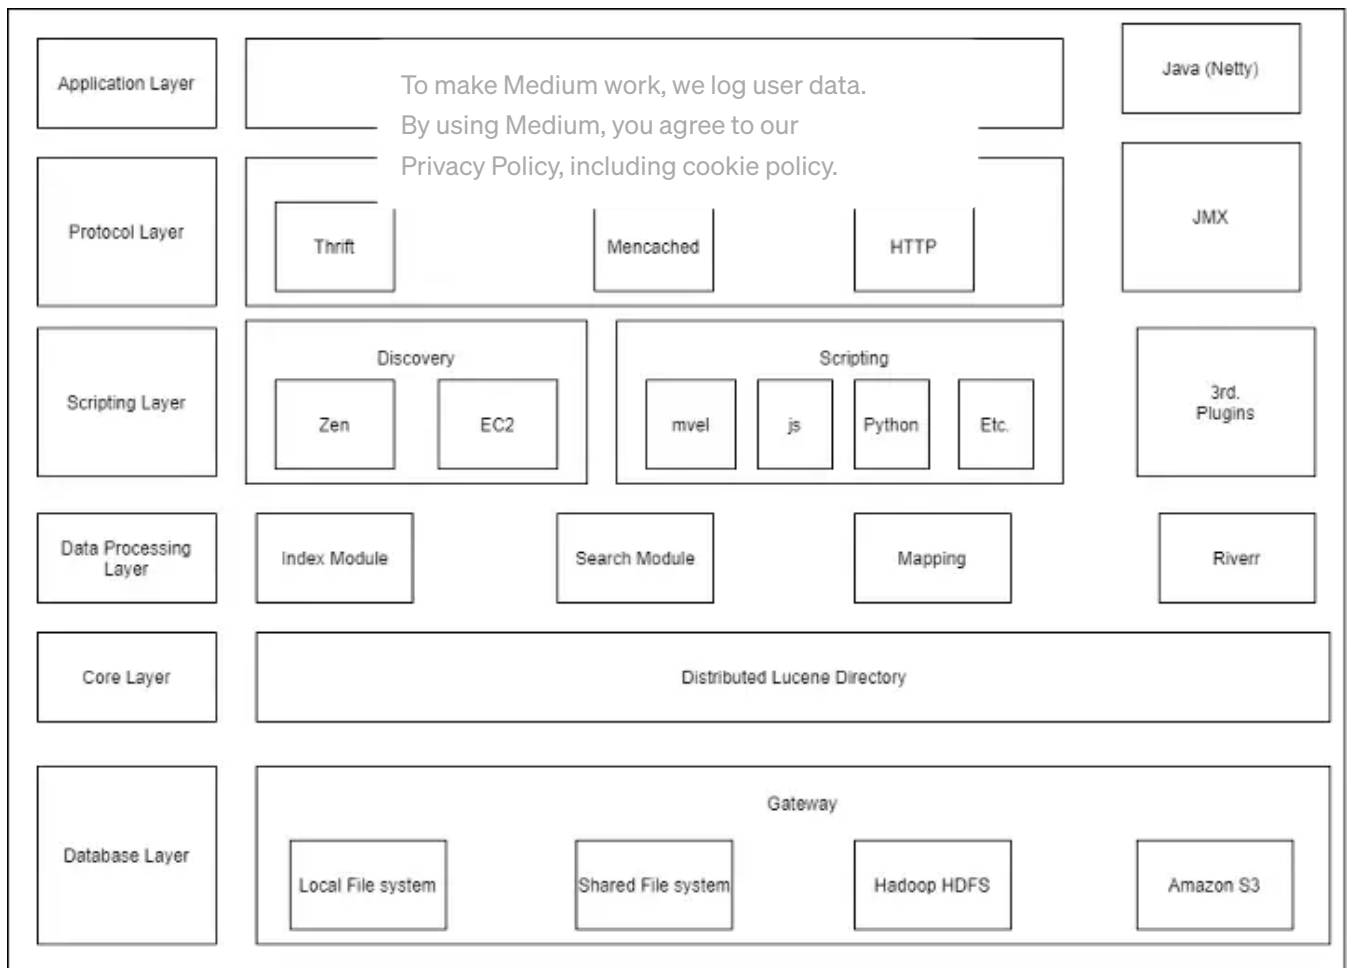 Application Layer
To make Medium work, we log user data.
By using Medium, you agree to our
Privacy Policy, including cookie policy.
Java (Netty)
Protocol Layer
Thrift
Mencached
HTTP
JMX
Scripting Layer
Discovery
Zen
EC2
Scripting
mvel
js
Python
Etc.
3rd.
Plugins
Data Processing
Layer
Index Module
Search Module
Mapping
Riverr
Core Layer
Distributed Lucene Directory
Database Layer
Gateway
Local File system
Shared File system
Hadoop HDFS
Amazon S3